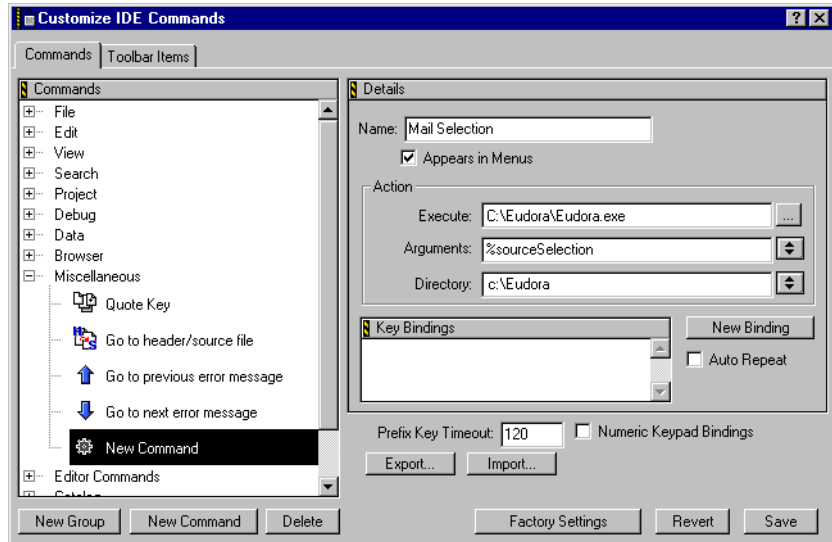 Customize IDE Commands
Commands
Toolbar Items
Commands
File
Edit
View
Search
Project
Debug
Data
Browser
Miscellaneous
Quote Key
Go to header/source file
Go to previous error message
Go to next error message
New Command
Editor Commands
Details
Name: Mail Selection
Appears in Menus
Action
Execute: C:\Eudora\Eudora.exe ...
Arguments: %sourceSelection
Directory: c:\Eudora
Key Bindings
New Binding
Auto Repeat
Prefix Key Timeout: 120 Numeric Keypad Bindings
Export... Import...
New Group New Command Delete Factory Settings Revert Save